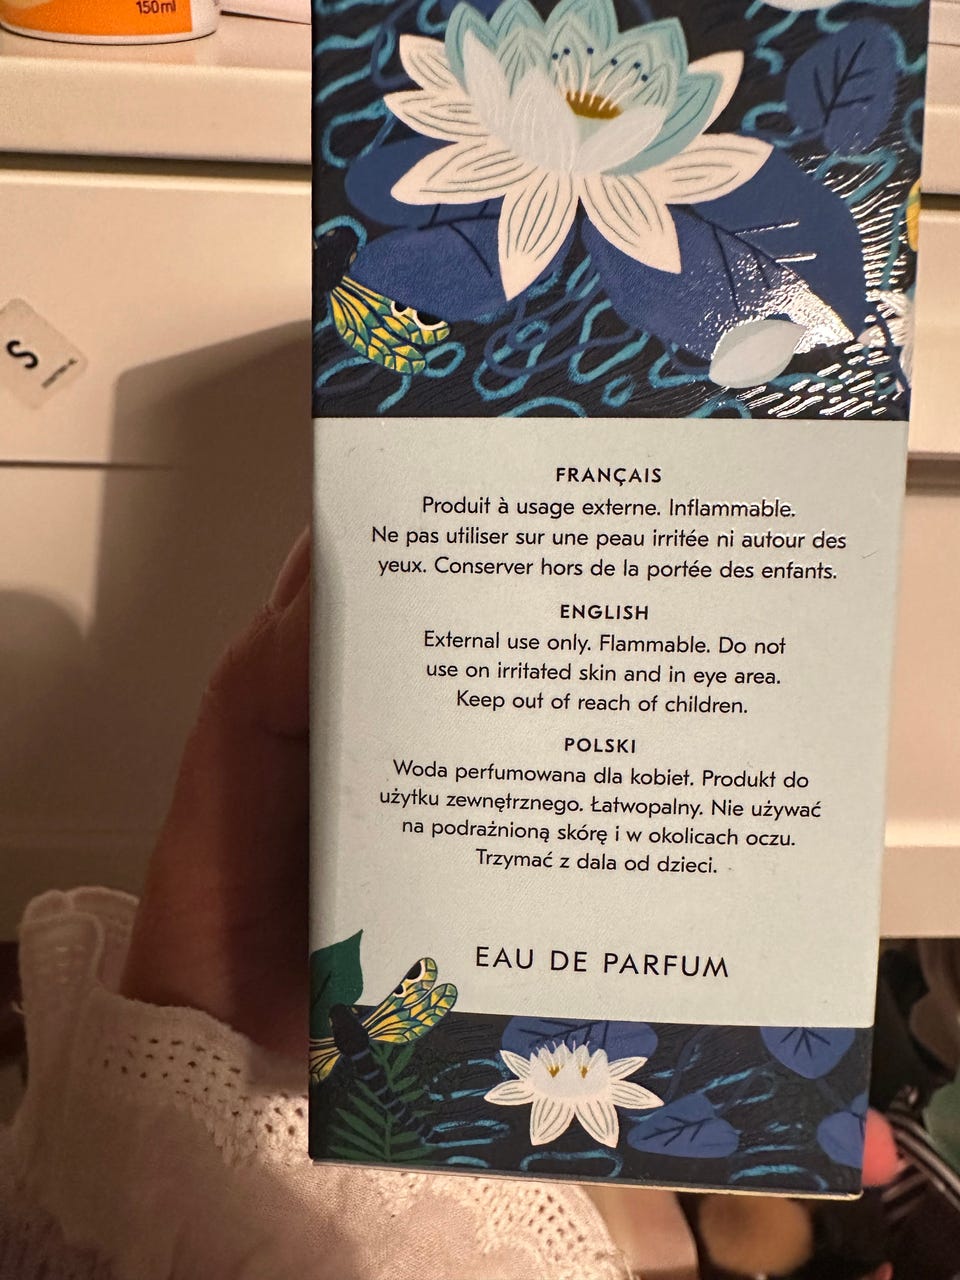 150ml
S
FRANÇAIS
Produit à usage externe. Inflammable.
Ne pas utiliser sur une peau irritée ni autour des
yeux. Conserver hors de la portée des enfants.
ENGLISH
External use only. Flammable. Do not
use on irritated skin and in eye area.
Keep out of reach of children.
POLSKI
Woda perfumowana dla kobiet. Produkt do
użytku zewnętrznego. Łatwopalny. Nie używać
na podrażnioną skórę i w okolicach oczu.
Trzymać z dala od dzieci.
EAU DE PARFUM